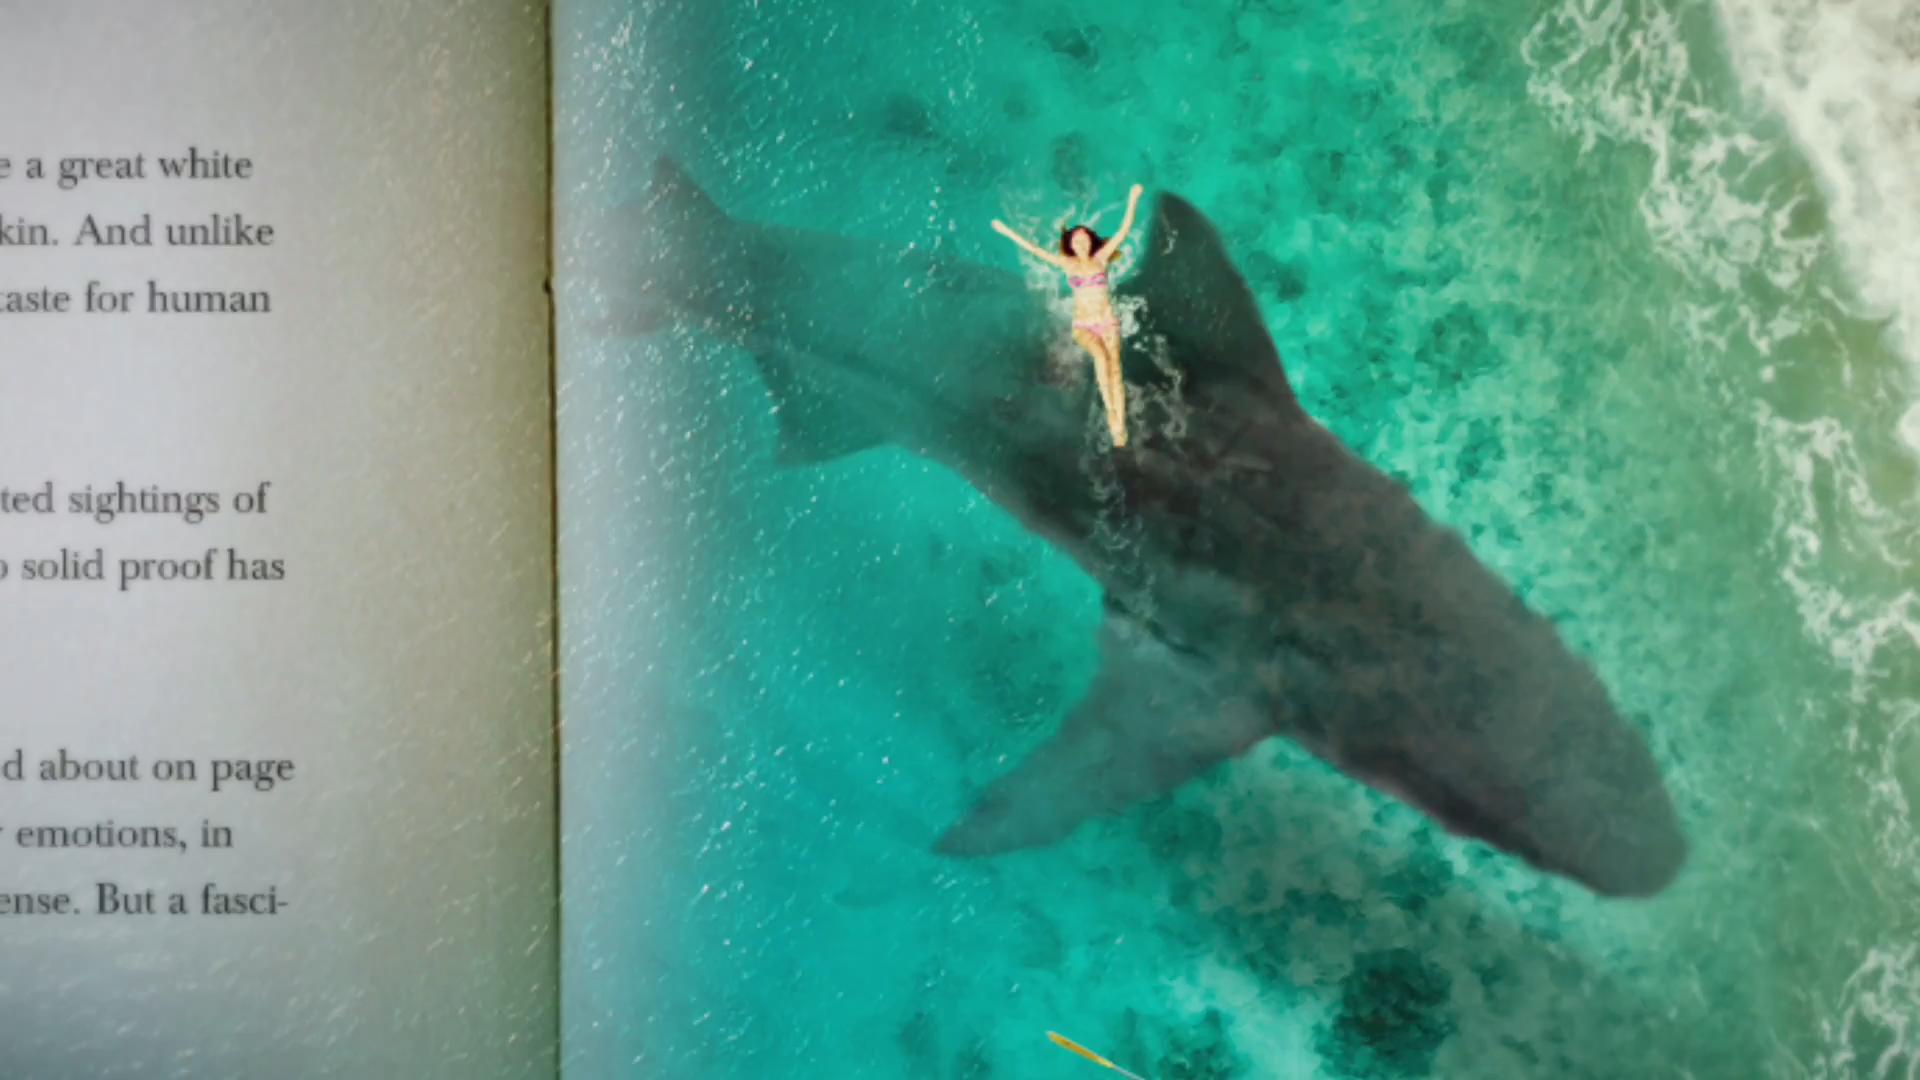 a great white
kin. And unlike
taste for human
ted sightings of
solid proof has
d about on page
emotions, in
ense. But a fasci-